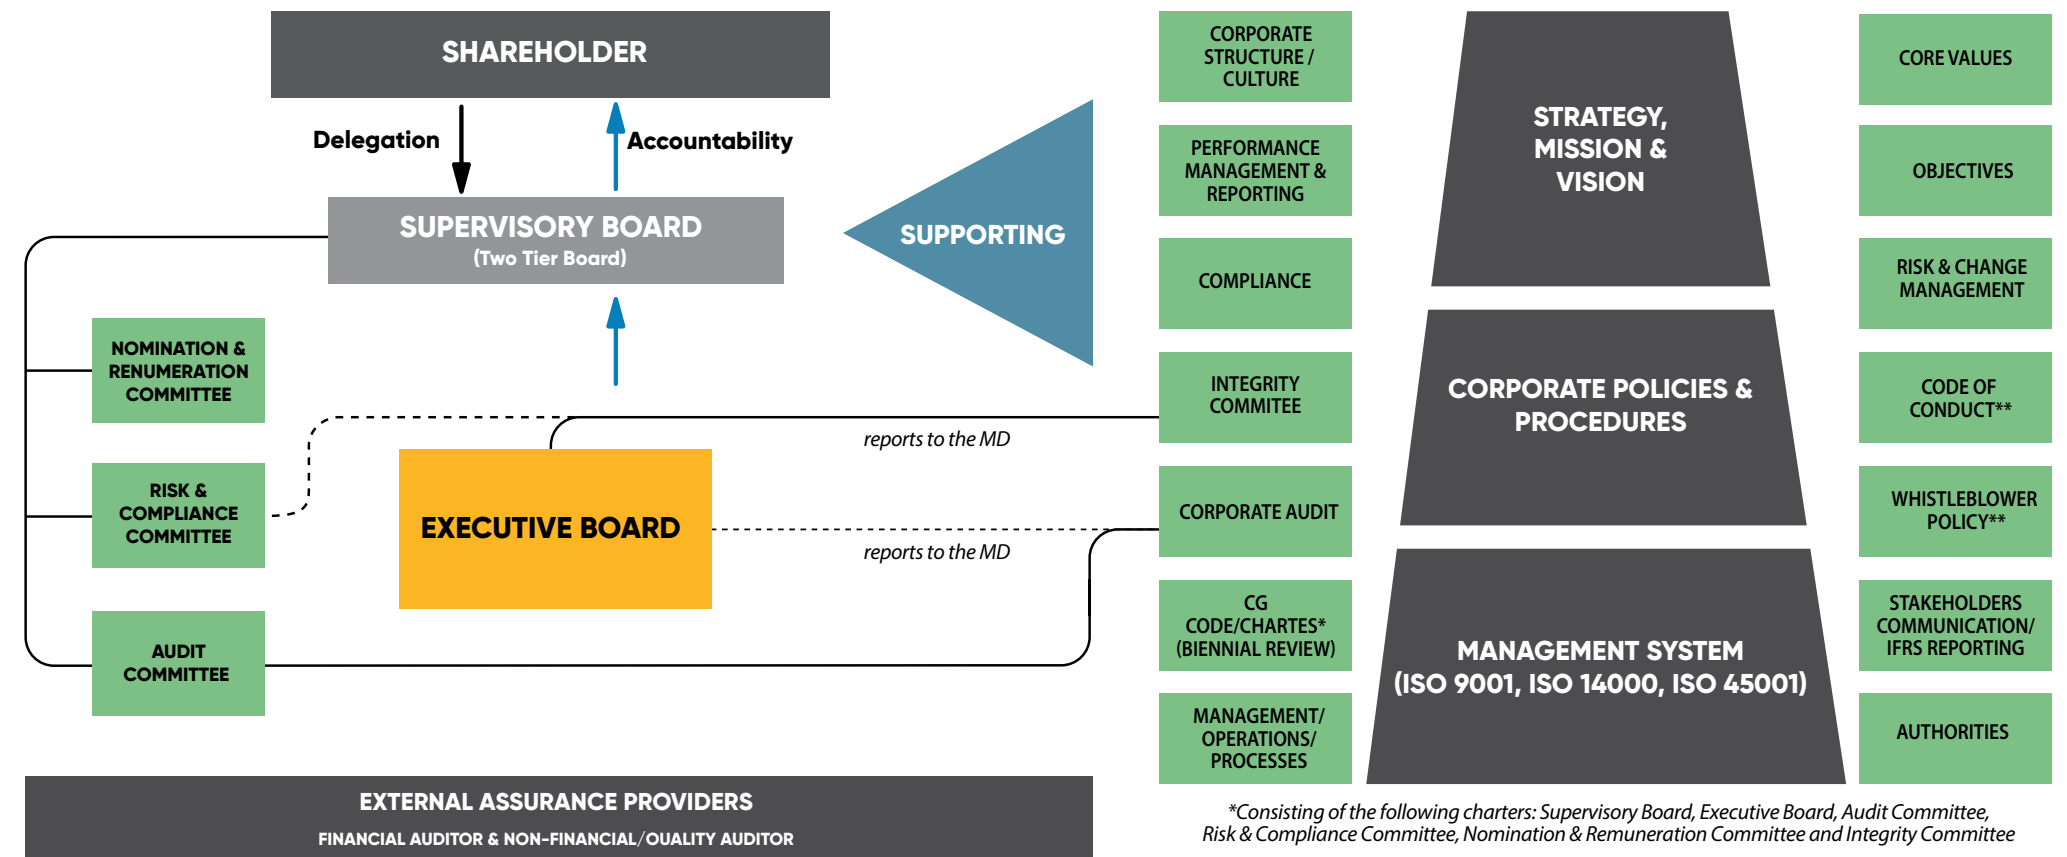 SHAREHOLDER
Delegation
Accountability
SUPERVISORY BOARD
(Two Tier Board)
SUPPORTING
NOMINATION &
RENUMERATION
COMMITTEE
RISK &
COMPLIANCE
COMMITTEE
AUDIT
COMMITTEE
EXECUTIVE BOARD
reports to the MD
reports to the MD
EXTERNAL ASSURANCE PROVIDERS
FINANCIAL AUDITOR & NON-FINANCIAL/QUALITY AUDITOR
CORPORATE
STRUCTURE /
CULTURE
PERFORMANCE
MANAGEMENT &
REPORTING
COMPLIANCE
INTEGRITY
COMMITEE
CORPORATE AUDIT
CG
CODE/CHARTES*
(BIENNIAL REVIEW)
MANAGEMENT/
OPERATIONS/
PROCESSES
STRATEGY,
MISSION &
VISION
CORPORATE POLICIES &
PROCEDURES
MANAGEMENT SYSTEM
(ISO 9001, ISO 14000, ISO 45001)
CORE VALUES
OBJECTIVES
RISK & CHANGE
MANAGEMENT
CODE OF
CONDUCT**
WHISTLEBLOWER
POLICY**
STAKEHOLDERS
COMMUNICATION/
IFRS REPORTING
AUTHORITIES
*Consisting of the following charters: Supervisory Board, Executive Board, Audit Committee,
Risk & Compliance Committee, Nomination & Remuneration Committee and Integrity Committee